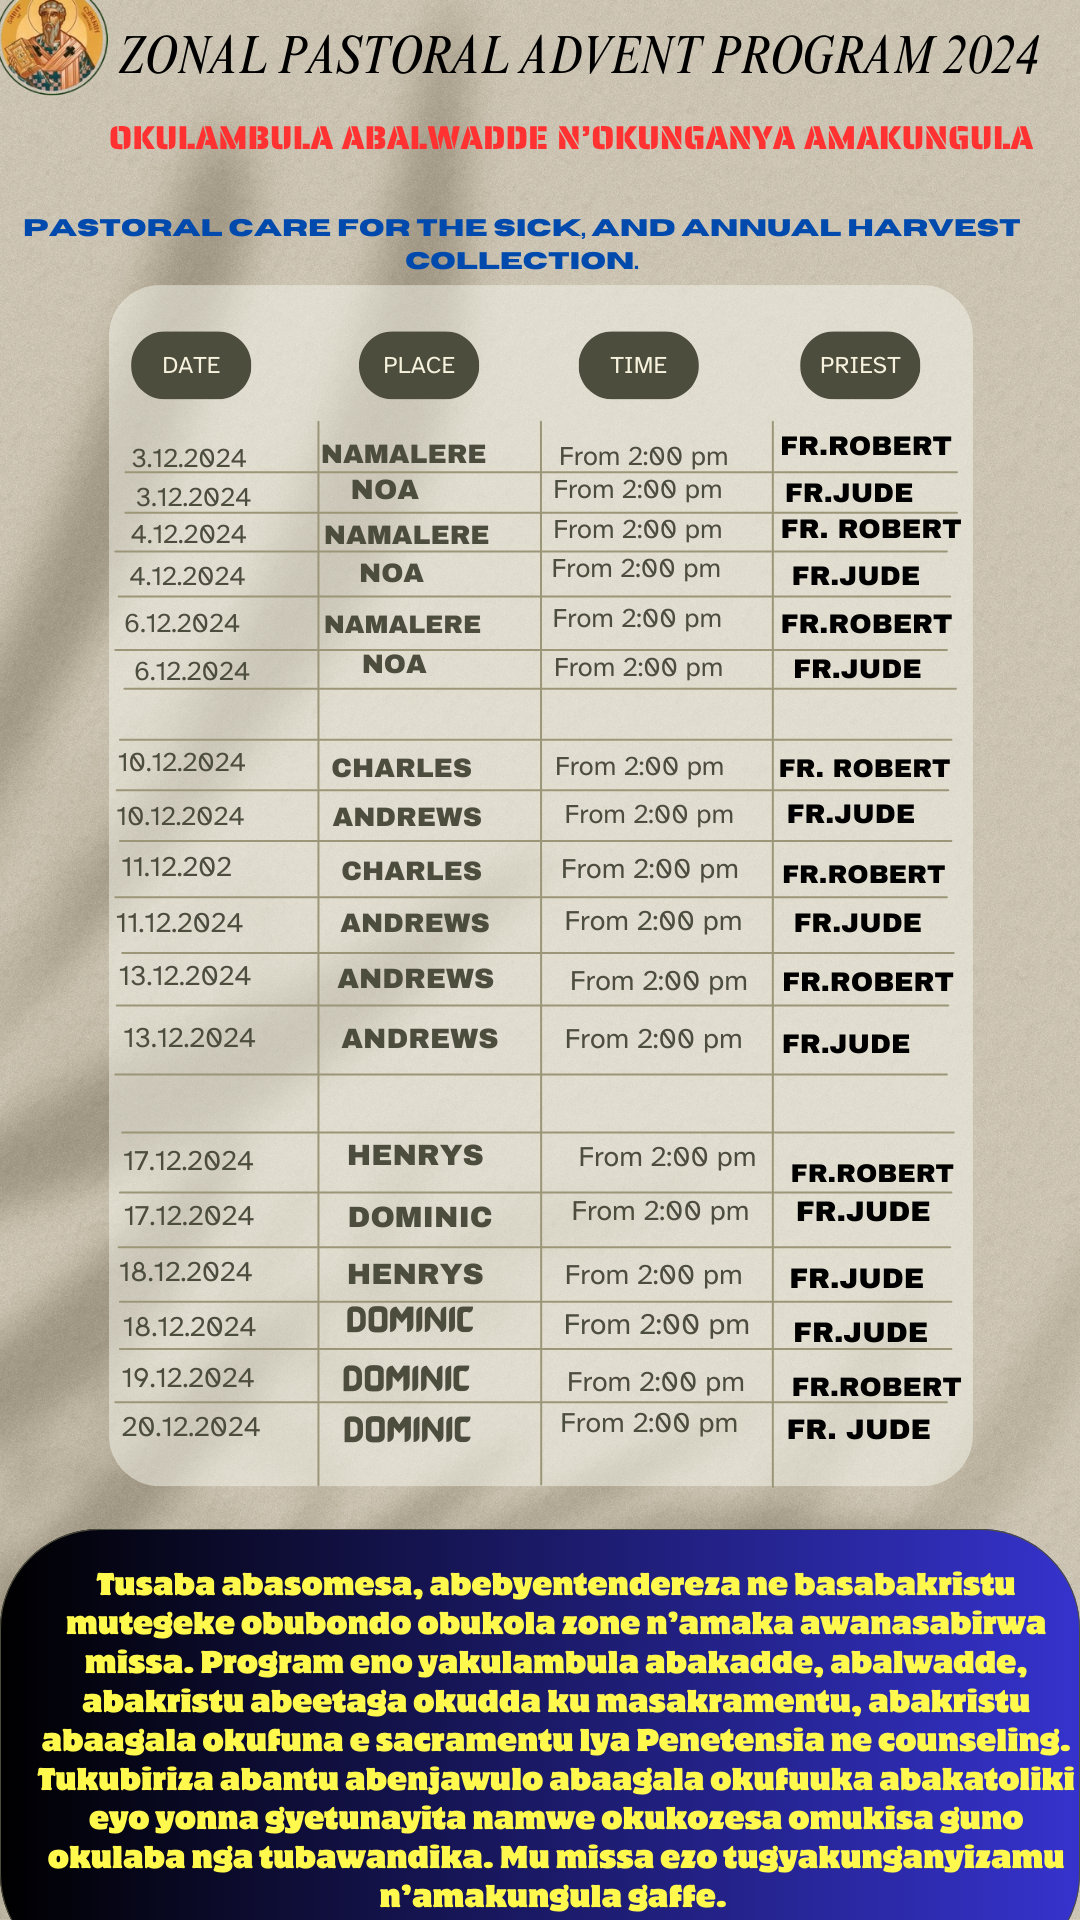 ZONAL PASTORAL ADVENT PROGRAM 2024
OKULAMBULA ABALWADDE N'OKUNGANYA AMAKUNGULA
PASTORAL CARE FOR THE SICK, AND ANNUAL HARVEST
COLLECTION.
DATE PLACE TIME PRIEST
3.12.2024 NAMALERE From 2:00 pm FR.ROBERT
3.12.2024 NOA From 2:00 pm FR.JUDE
4.12.2024 NAMALERE From 2:00 pm FR. ROBERT
4.12.2024 NOA From 2:00 pm FR.JUDE
6.12.2024 NAMALERE From 2:00 pm FR.ROBERT
6.12.2024 NOA From 2:00 pm FR.JUDE
10.12.2024 CHARLES From 2:00 pm FR. ROBERT
10.12.2024 ANDREWS From 2:00 pm FR.JUDE
11.12.202 CHARLES From 2:00 pm FR.ROBERT
11.12.2024 ANDREWS From 2:00 pm FR.JUDE
13.12.2024 ANDREWS From 2:00 pm FR.ROBERT
13.12.2024 ANDREWS From 2:00 pm FR.JUDE
17.12.2024 HENRYS From 2:00 pm FR.ROBERT
17.12.2024 DOMINIC From 2:00 pm FR.JUDE
18.12.2024 HENRYS From 2:00 pm FR.JUDE
18.12.2024 DOMINIC From 2:00 pm FR.JUDE
19.12.2024 DOMINIC From 2:00 pm FR.ROBERT
20.12.2024 DOMINIC From 2:00 pm FR. JUDE
Tusaba abasomesa, abebyentendereza ne basabakristu
mutegeke obubondo obukola zone n'amaka awanasabirwa
missa. Program eno yakulambula abakadde, abalwadde,
abakristu abeetaga okudda ku masakramentu, abakristu
abaagala okufuna e sacramentu lya Penetensia ne counseling.
Tukubiriza abantu abenjawulo abaagala okufuuka abakatoliki
eyo yonna gyetunayita namwe okukozesa omukisa guno
okulaba nga tubawandika. Mu missa ezo tugyakunganyizamu
n'amakungula gaffe.